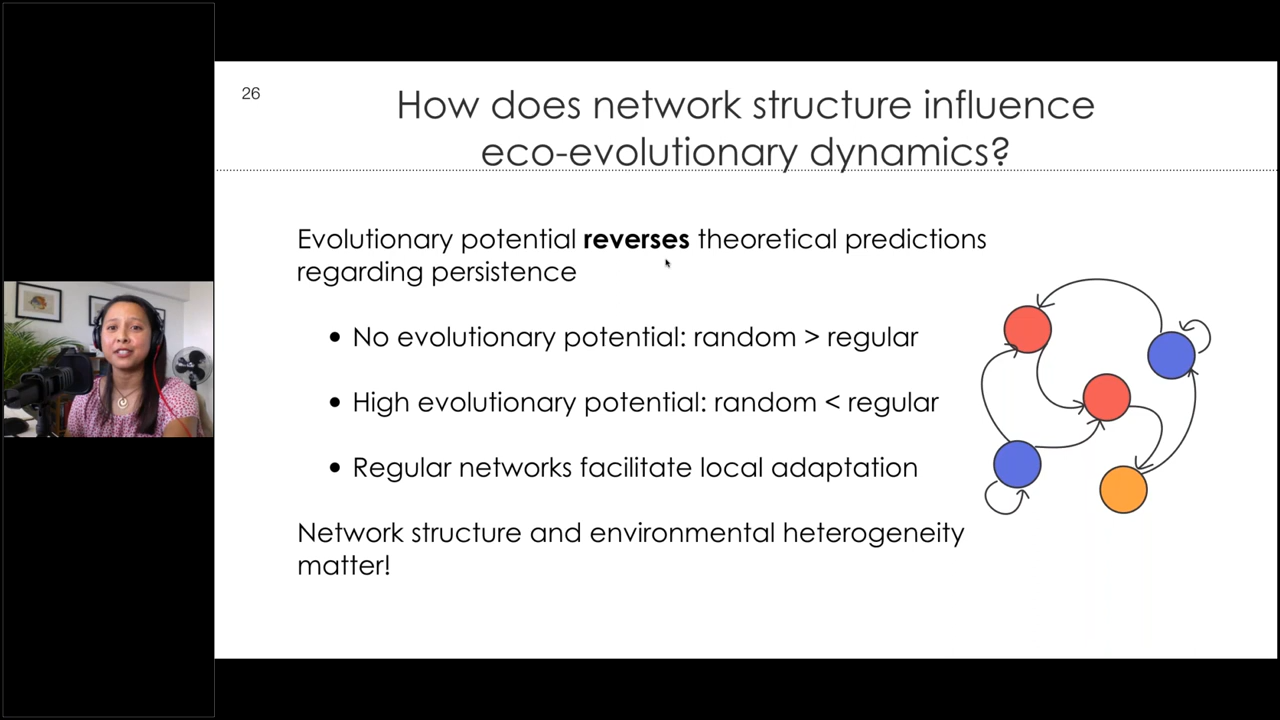 26
How does network structure influence
eco-evolutionary dynamics?
Evolutionary potential reverses theoretical predictions
regarding persistence
• No evolutionary potential: random > regular
• High evolutionary potential: random < regular
• Regular networks facilitate local adaptation
Network structure and environmental heterogeneity
matter!